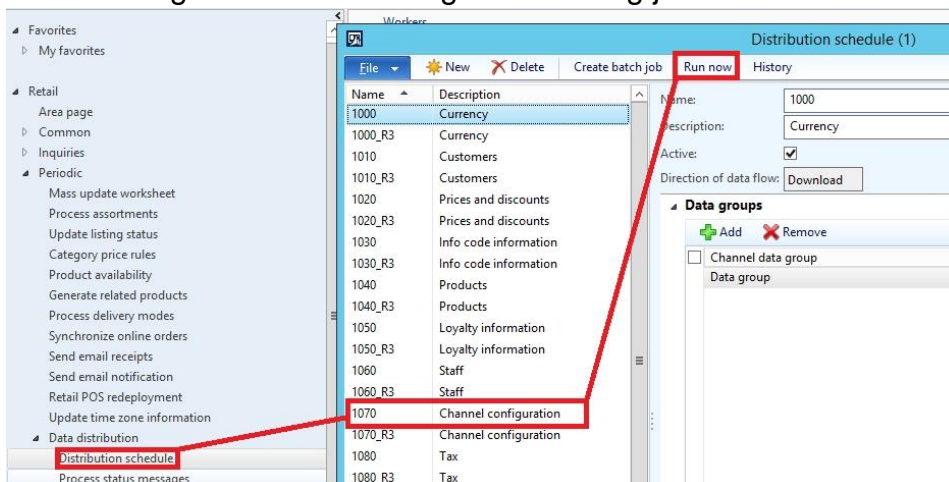 Workers
Favorites
My favorites
Retail
Area page
Common
Inquiries
Periodic
Mass update worksheet
Process assortments
Update listing status
Category price rules
Product availability
Generate related products
Process delivery modes
Synchronize online orders
Send email receipts
Send email notification
Retail POS redeployment
Update time zone information
Data distribution
Distribution schedule
Process status messages
Distribution schedule (1)
File New Delete Create batch job Run now History
Name Description
1000 Currency
1000_R3 Currency
1010 Customers
1010_R3 Customers
1020 Prices and discounts
1020_R3 Prices and discounts
1030 Info code information
1030_R3 Info code information
1040 Products
1040_R3 Products
1050 Loyalty information
1050_R3 Loyalty information
1060 Staff
1060_R3 Staff
1070 Channel configuration
1070_R3 Channel configuration
1080 Tax
1080_R3 Tax
Name: 1000
Description: Currency
Active:
Direction of data flow: Download
Data groups
Add Remove
Channel data group
Data group